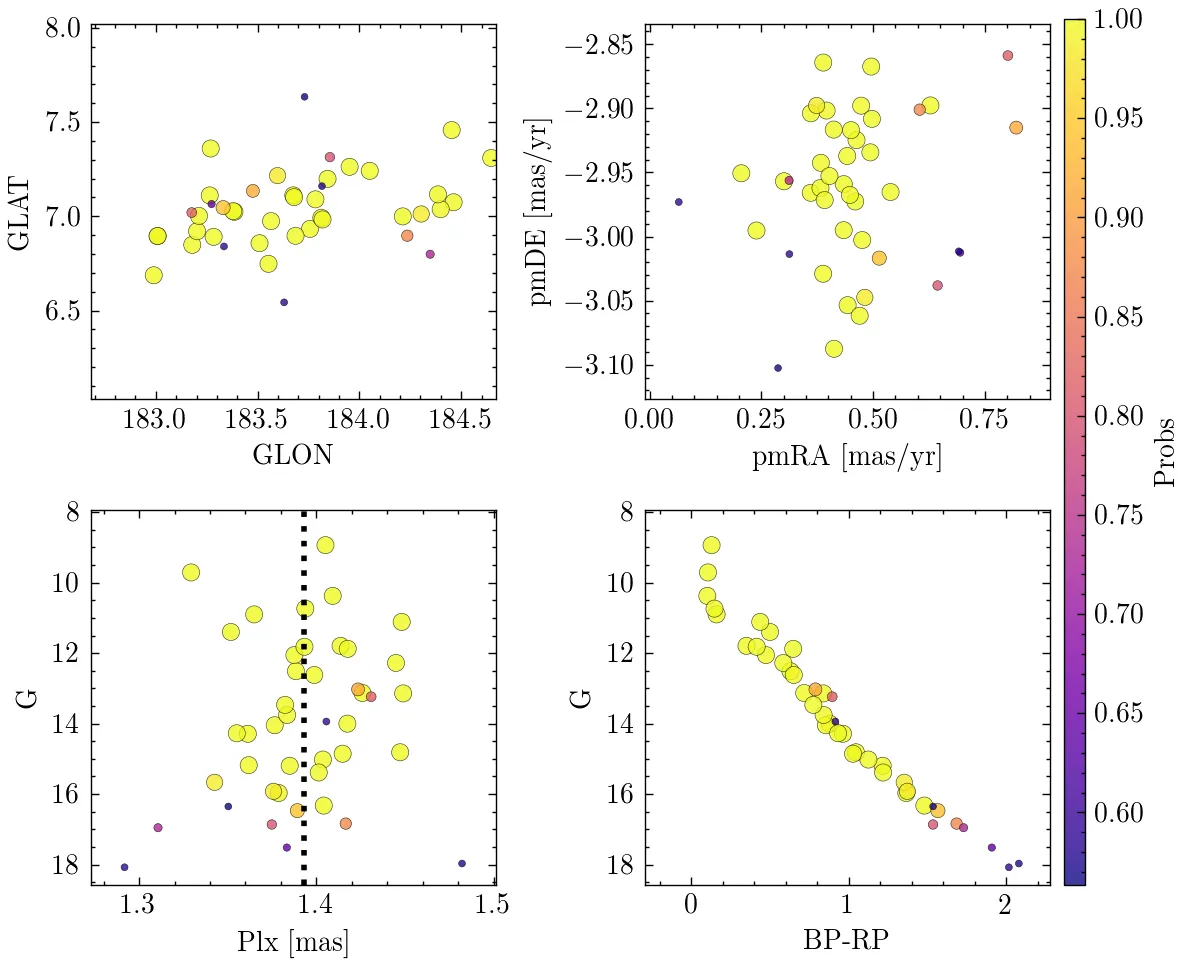 8.0
7.5
7.0
6.5
GLAT
183.0 183.5 184.0 184.5
GLON
−2.85
−2.90
−2.95
−3.00
−3.05
−3.10
pmDE [mas/yr]
0.00 0.25 0.50 0.75
pmRA [mas/yr]
8
10
12
14
16
18
G
1.3 1.4 1.5
Plx [mas]
8
10
12
14
16
18
G
0 1 2
BP-RP
1.00
0.95
0.90
0.85
0.80
0.75
0.70
0.65
0.60
Probs